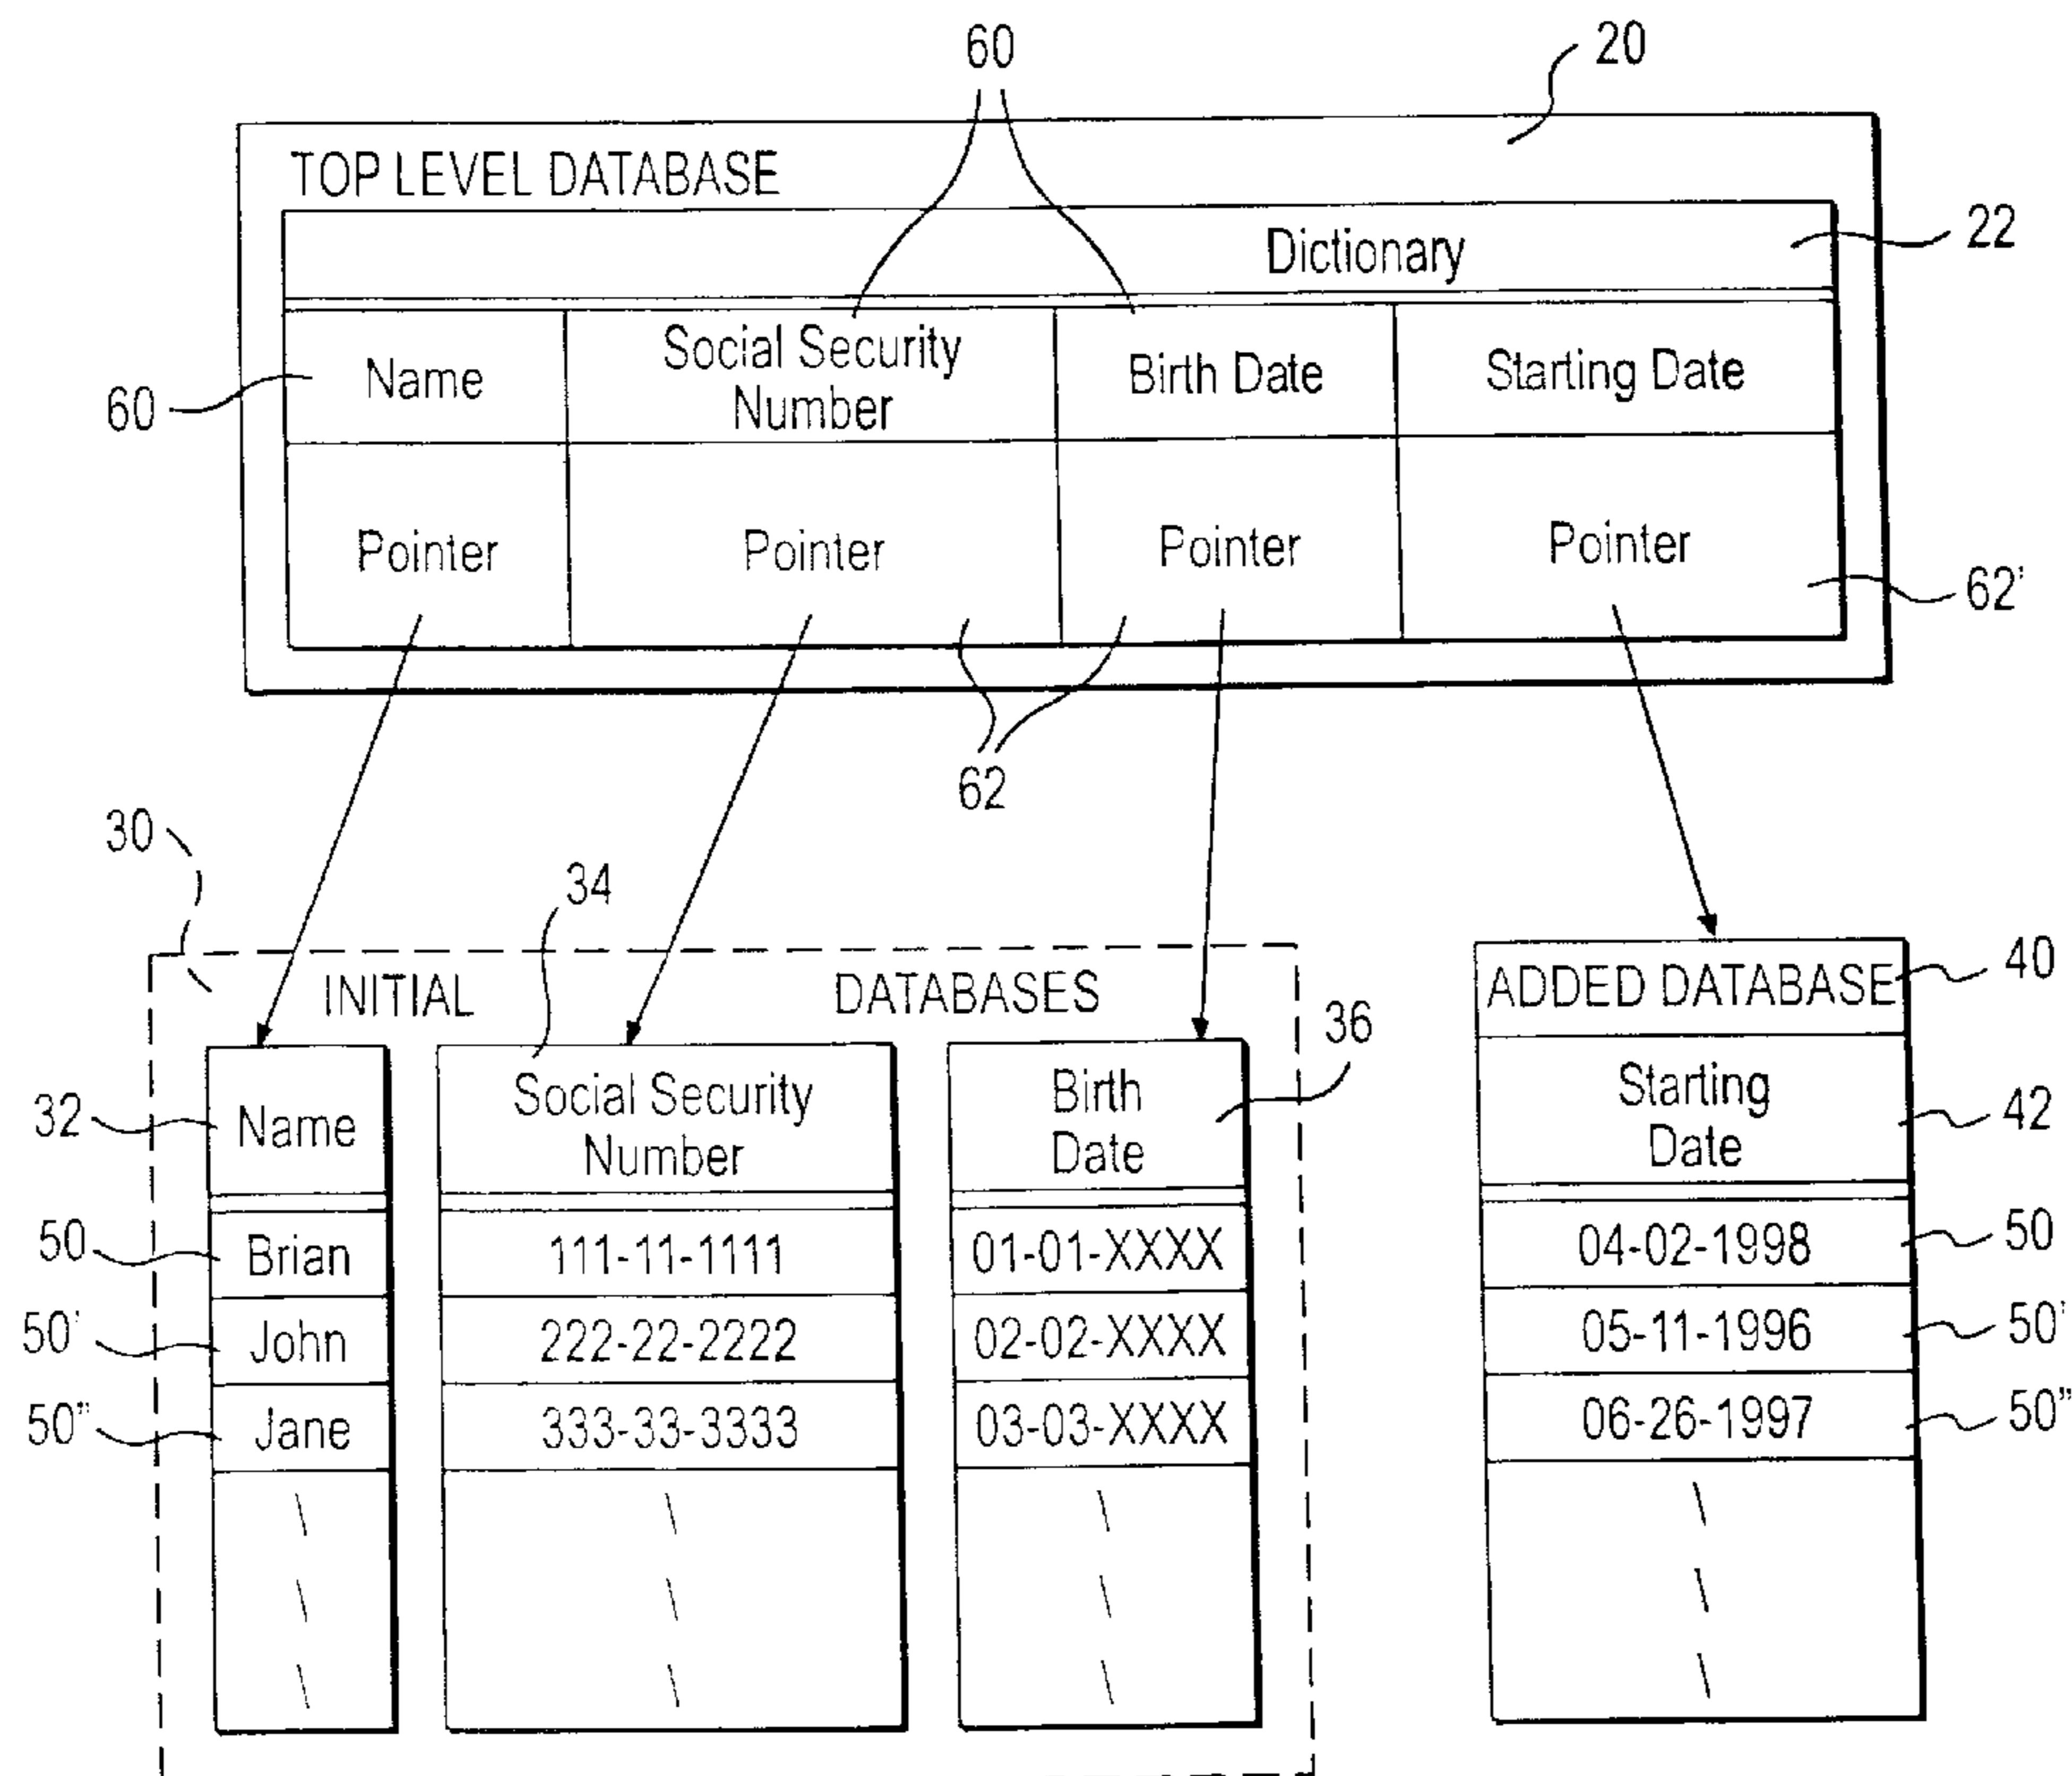 60
20
TOP LEVEL DATABASE
22
Dictionary
60
Name
Social Security
Number
Birth Date
Starting Date
Pointer
Pointer
Pointer
Pointer
62'
62
30
34
INITIAL DATABASES
36
ADDED DATABASE
40
32
Name
Social Security
Number
Birth
Date
Starting
Date
42
50
Brian
111-11-1111
01-01-XXXX
04-02-1998
50
50'
John
222-22-2222
02-02-XXXX
05-11-1996
50'
50"
Jane
333-33-3333
03-03-XXXX
06-26-1997
50"